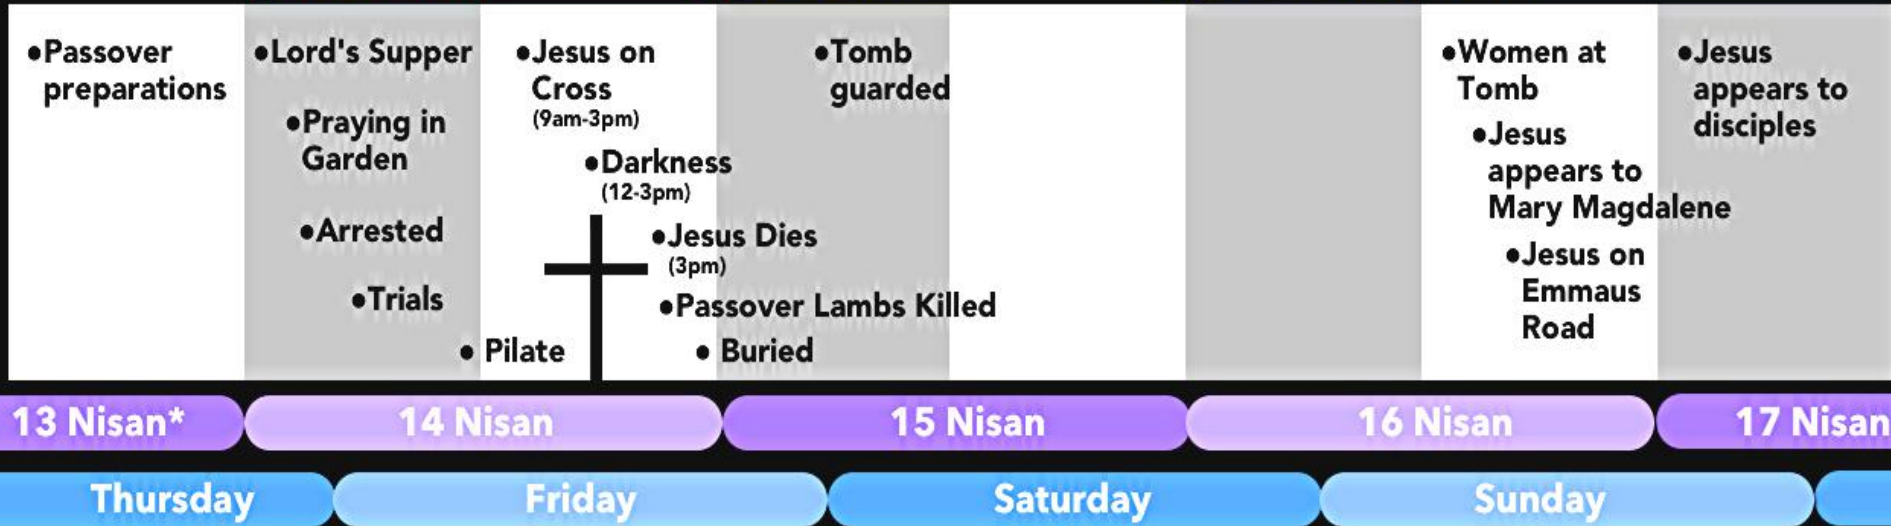 •Passover
preparations
•Lord's Supper
•Praying in
Garden
•Arrested
•Trials
• Pilate
•Jesus on
Cross
(9am-3pm)
•Darkness
(12-3pm)
•Jesus Dies
(3pm)
•Passover Lambs Killed
• Buried
•Tomb
guarded
•Women at
Tomb
•Jesus
appears to
Mary Magdalene
•Jesus on
Emmaus
Road
•Jesus
appears to
disciples
13 Nisan*
14 Nisan
15 Nisan
16 Nisan
17 Nisan
Thursday
Friday
Saturday
Sunday